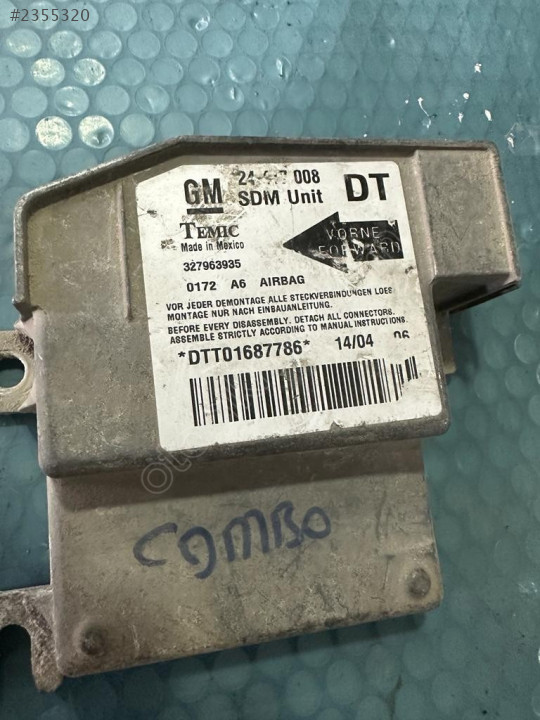 #2355320
GM 24 008 DT
SDM Unit
TEMIC
Made in Mexico
VORNE
FORWARD
327963935
0172 A6 AIRBAG
VOR JEDER DEMONTAGE ALLE STECKVERBINDUNGEN LOES
MONTAGE NUR NACH EINBAUANLEITUNG.
BEFORE EVERY DISASSEMBLY. DETACH ALL CONNECTORS.
ASSEMBLE STRICTLY ACCORDING TO MANUAL INSTRUCTIONS
*DTT01687786* 14/04 06
COMBO